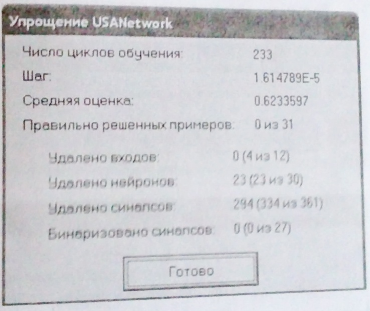 Упрощение USANetwork
Число циклов обучения: 233
Шаг: 1.614789E-5
Средняя оценка: 0.6233597
Правильно решенных примеров: 0 из 31
Удалено входов: 0 (4 из 12)
Удалено нейронов: 23 (23 из 30)
Удалено синапсов: 294 (334 из 361)
Бинаризовано синапсов: 0 (0 из 27)
Готово